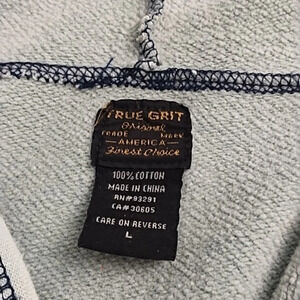 TRUE GRIT
Original
TRADE MARK
— AMERICA —
Finest Choice
100% COTTON
MADE IN CHINA
RN#93291
CA#30605
CARE ON REVERSE
L